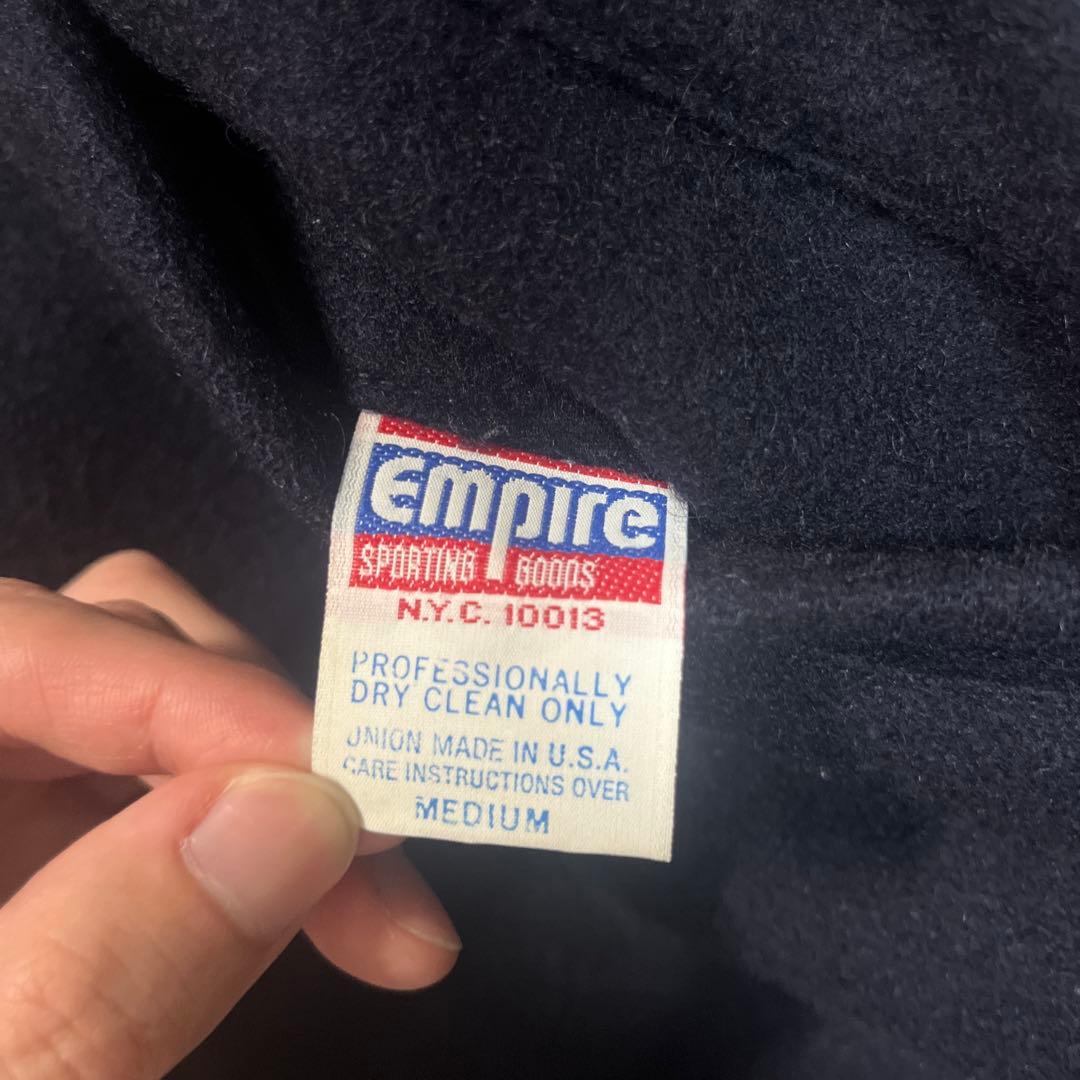 empire
SPORTING GOODS
N.Y.C. 10013
PROFESSIONALLY
DRY CLEAN ONLY
UNION MADE IN U.S.A.
CARE INSTRUCTIONS OVER
MEDIUM